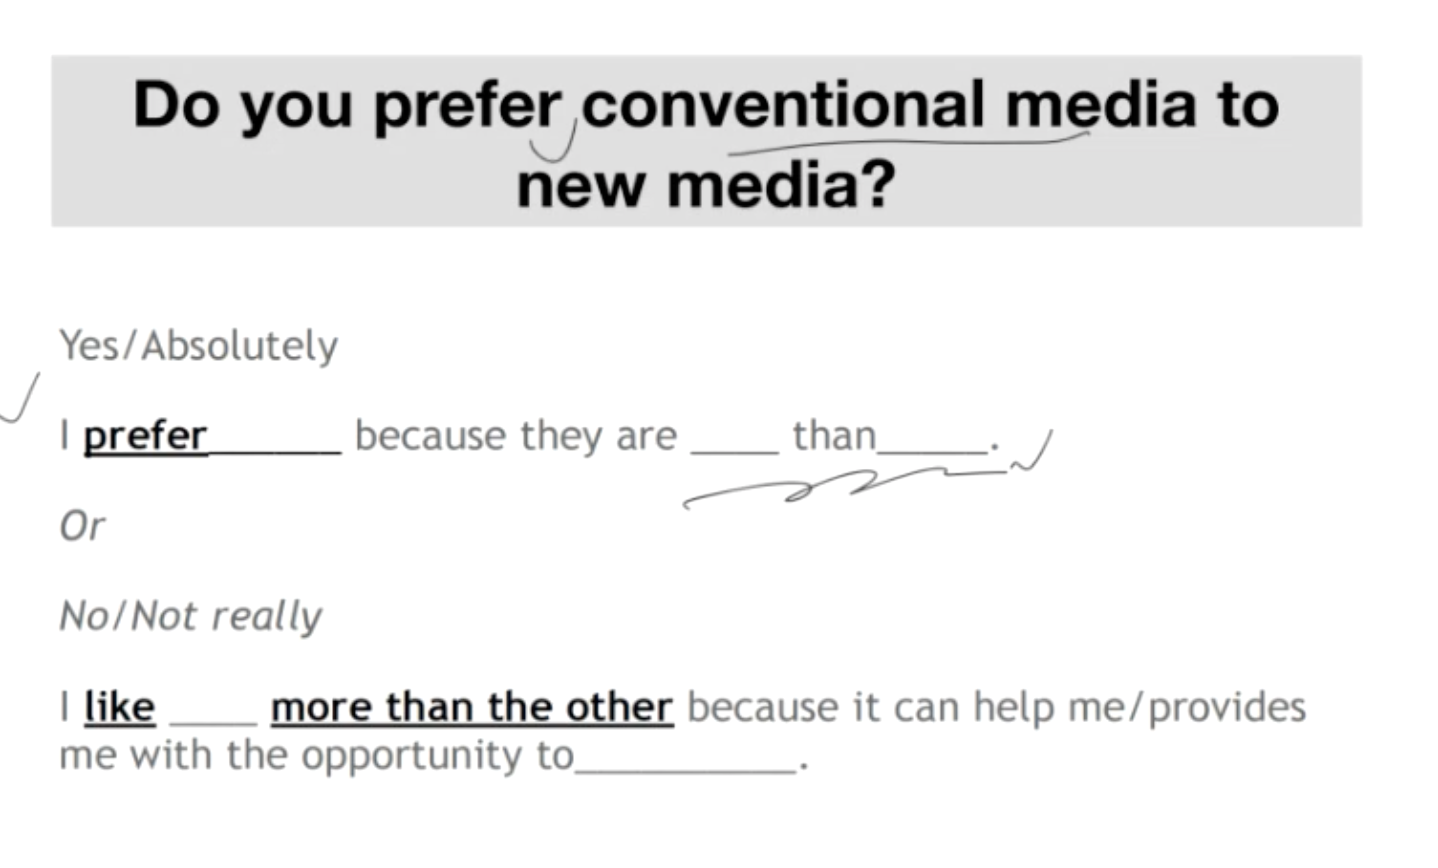 Do you prefer conventional media to
new media?
Yes/Absolutely
I prefer______ because they are ____ than_____.
Or
No/Not really
I like ____ more than the other because it can help me/provides
me with the opportunity to__________.